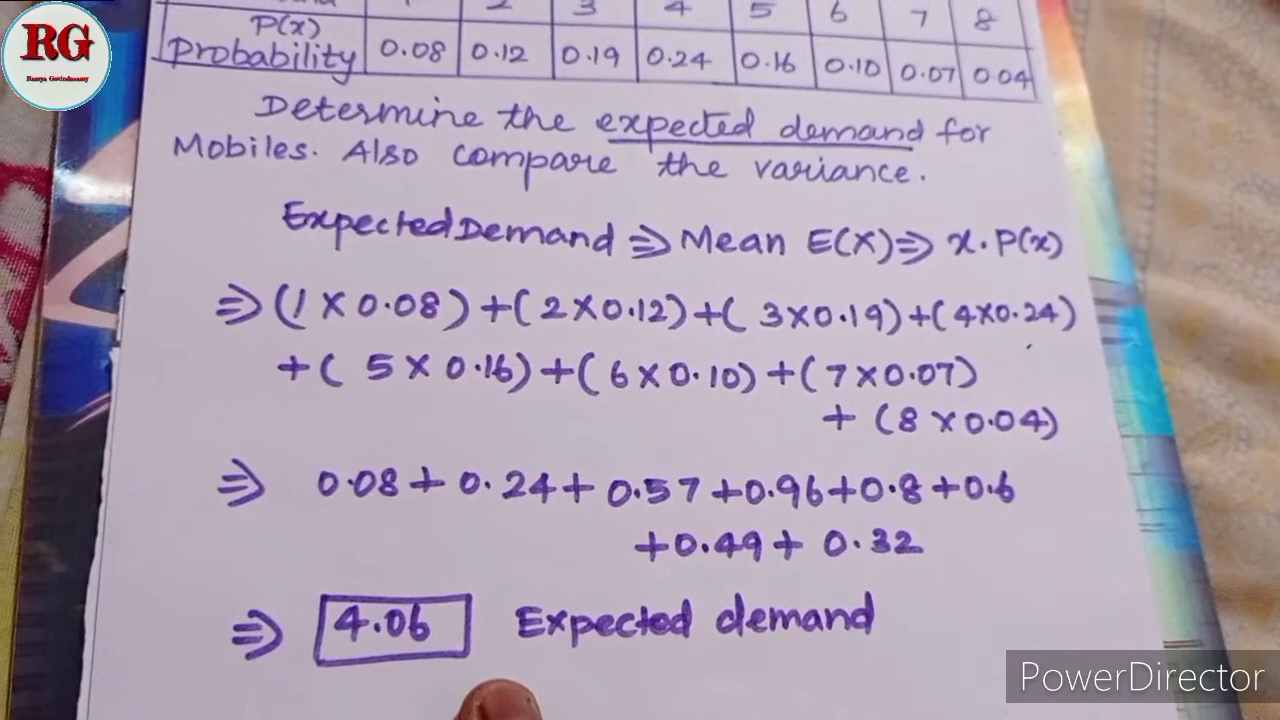 RG
Ramya Govindasamy
1 2 3 4 5 6 7 8
P(x)
Probability 0.08 0.12 0.19 0.24 0.16 0.10 0.07 0.04
Determine the expected demand for
Mobiles. Also compare the variance.
Expected Demand ⇒ Mean E(X) ⇒ x.P(x)
⇒ (1 X 0.08) + (2 X 0.12) + ( 3 X 0.19) + (4 X 0.24)
+ ( 5 X 0.16) + ( 6 X 0.10) + (7 X 0.07)
+ (8 X 0.04)
⇒ 0.08 + 0.24 + 0.57 + 0.96 + 0.8 + 0.6
+ 0.49 + 0.32
⇒ 4.06 Expected demand
PowerDirector